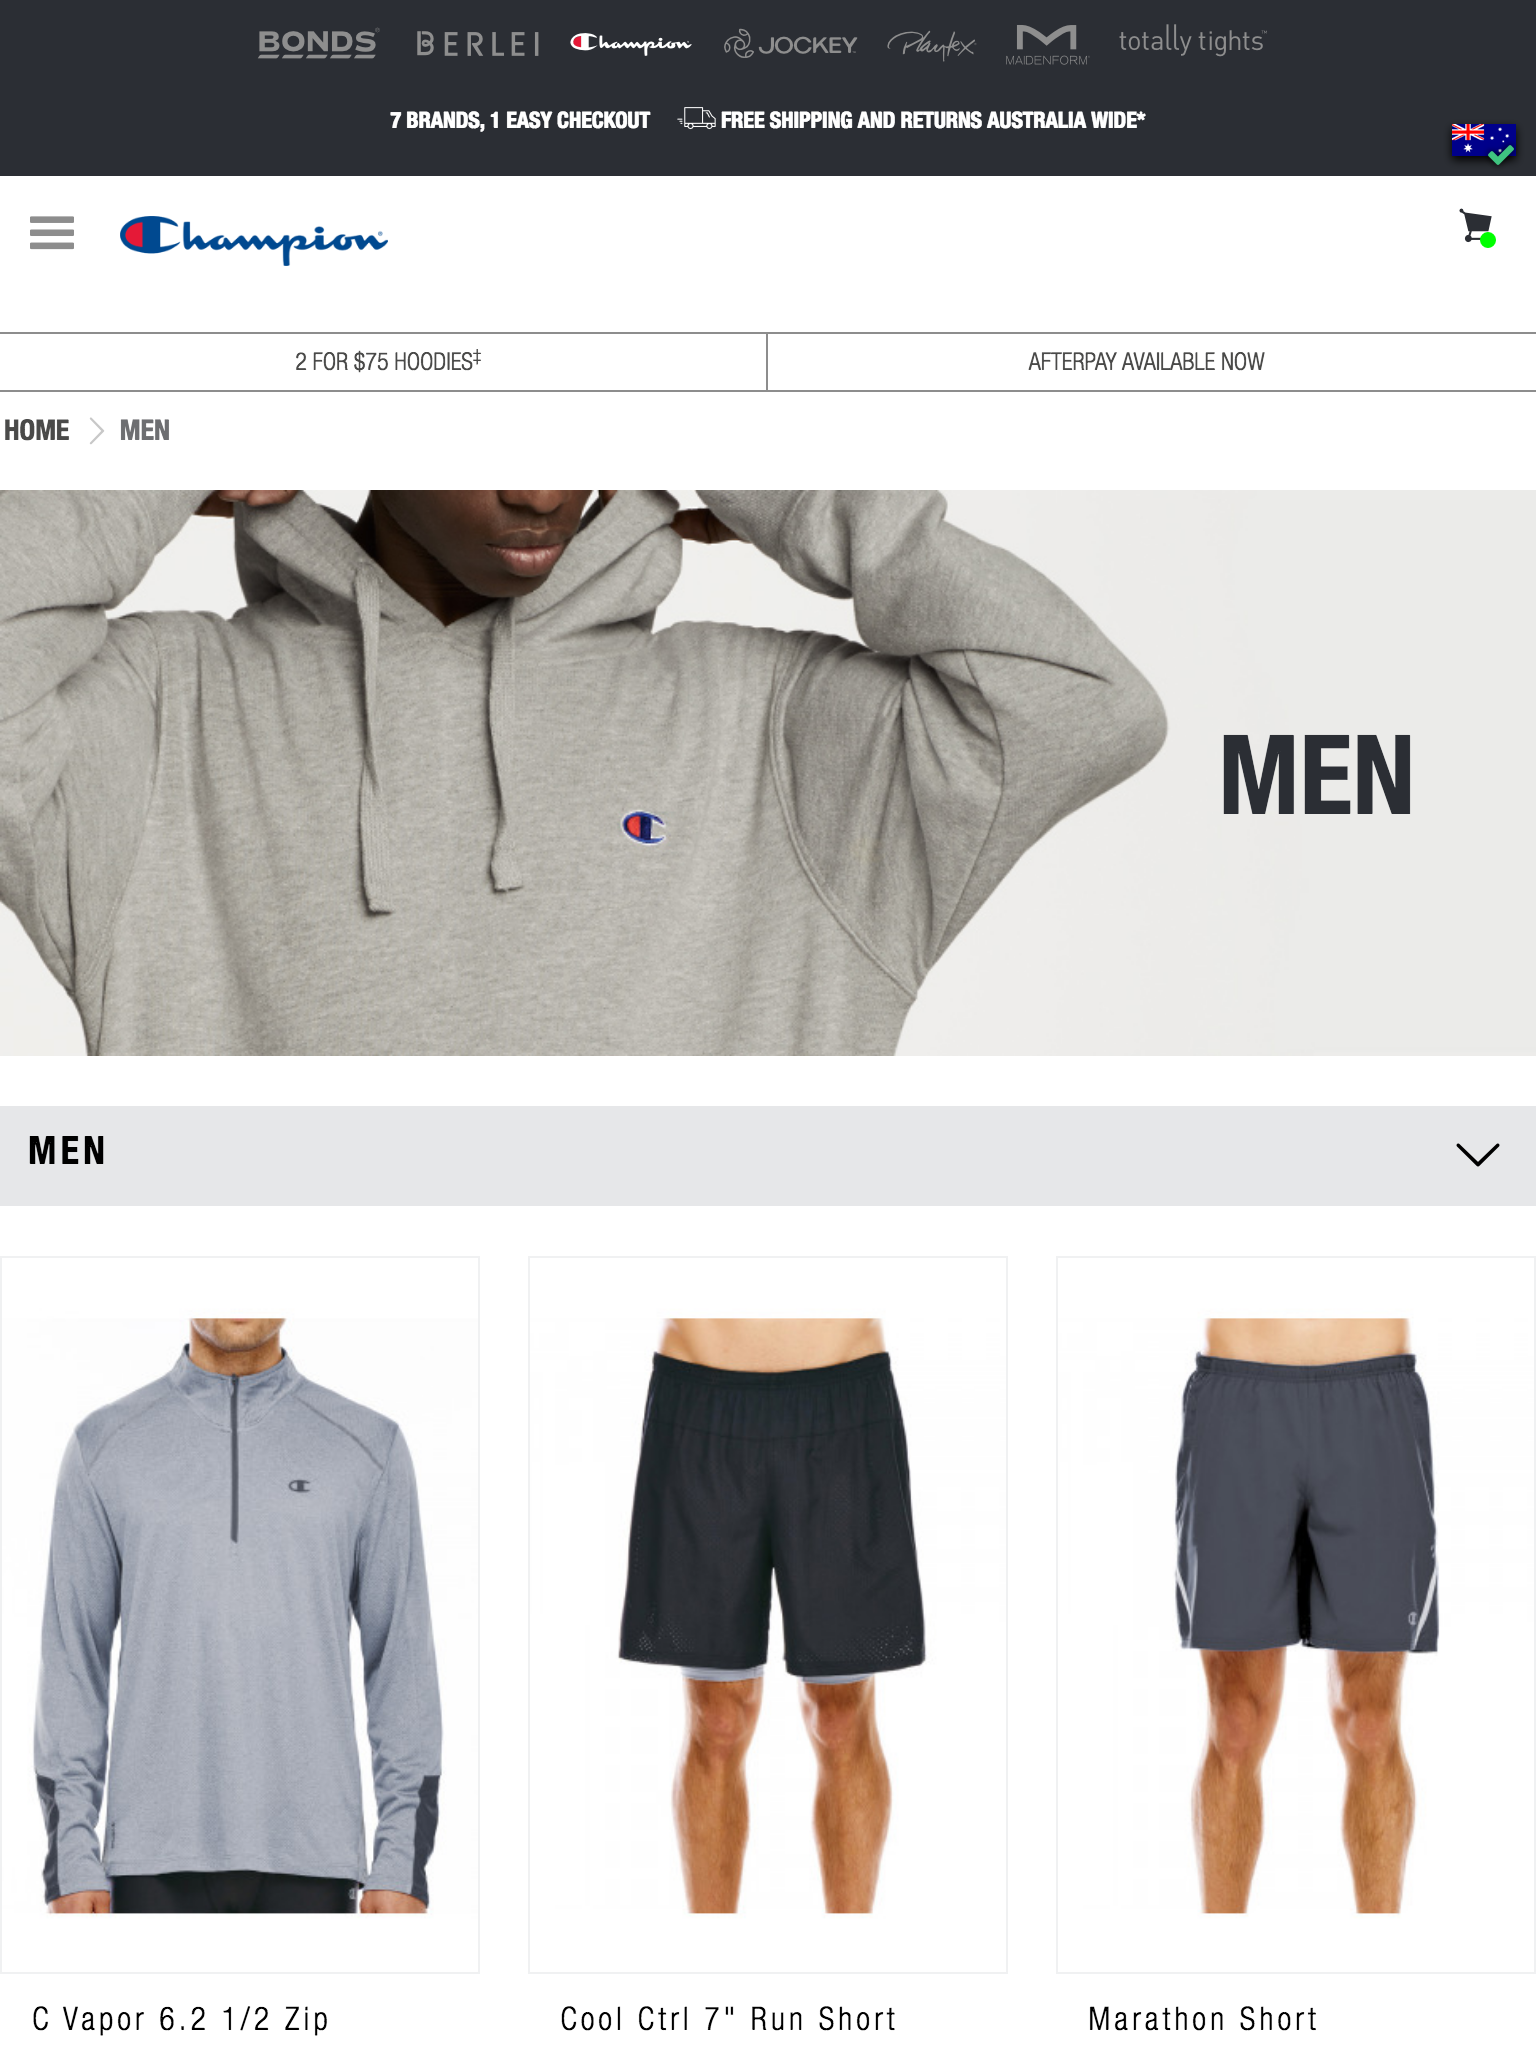 BONDS
BERLEI
Champion
JOCKEY
Playtex
MAIDENFORM
totally tights™
7 BRANDS, 1 EASY CHECKOUT
FREE SHIPPING AND RETURNS AUSTRALIA WIDE*
Champion
2 FOR $75 HOODIES‡
AFTERPAY AVAILABLE NOW
HOME > MEN
MEN
MEN
C Vapor 6.2 1/2 Zip
Cool Ctrl 7" Run Short
Marathon Short